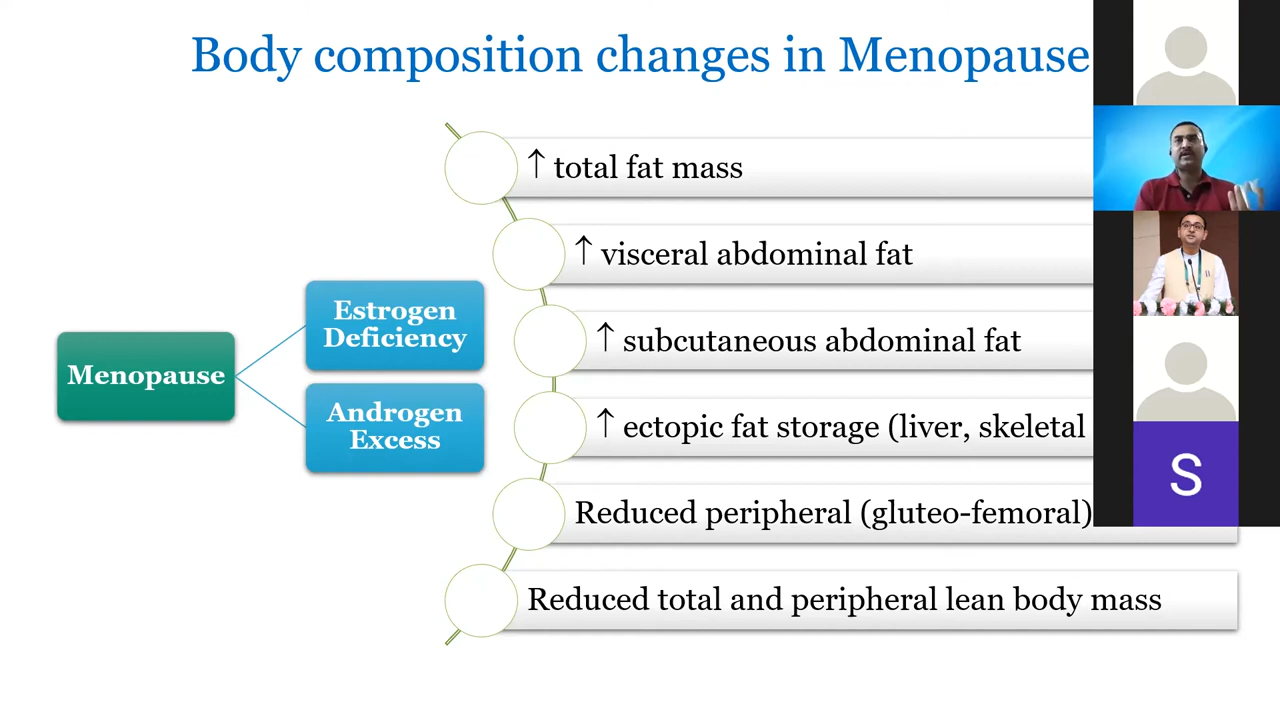 Body composition changes in Menopause
↑ total fat mass
↑ visceral abdominal fat
Estrogen
Deficiency
↑ subcutaneous abdominal fat
Menopause
Androgen
Excess
↑ ectopic fat storage (liver, skeletal
Reduced peripheral (gluteo-femoral)
Reduced total and peripheral lean body mass
S